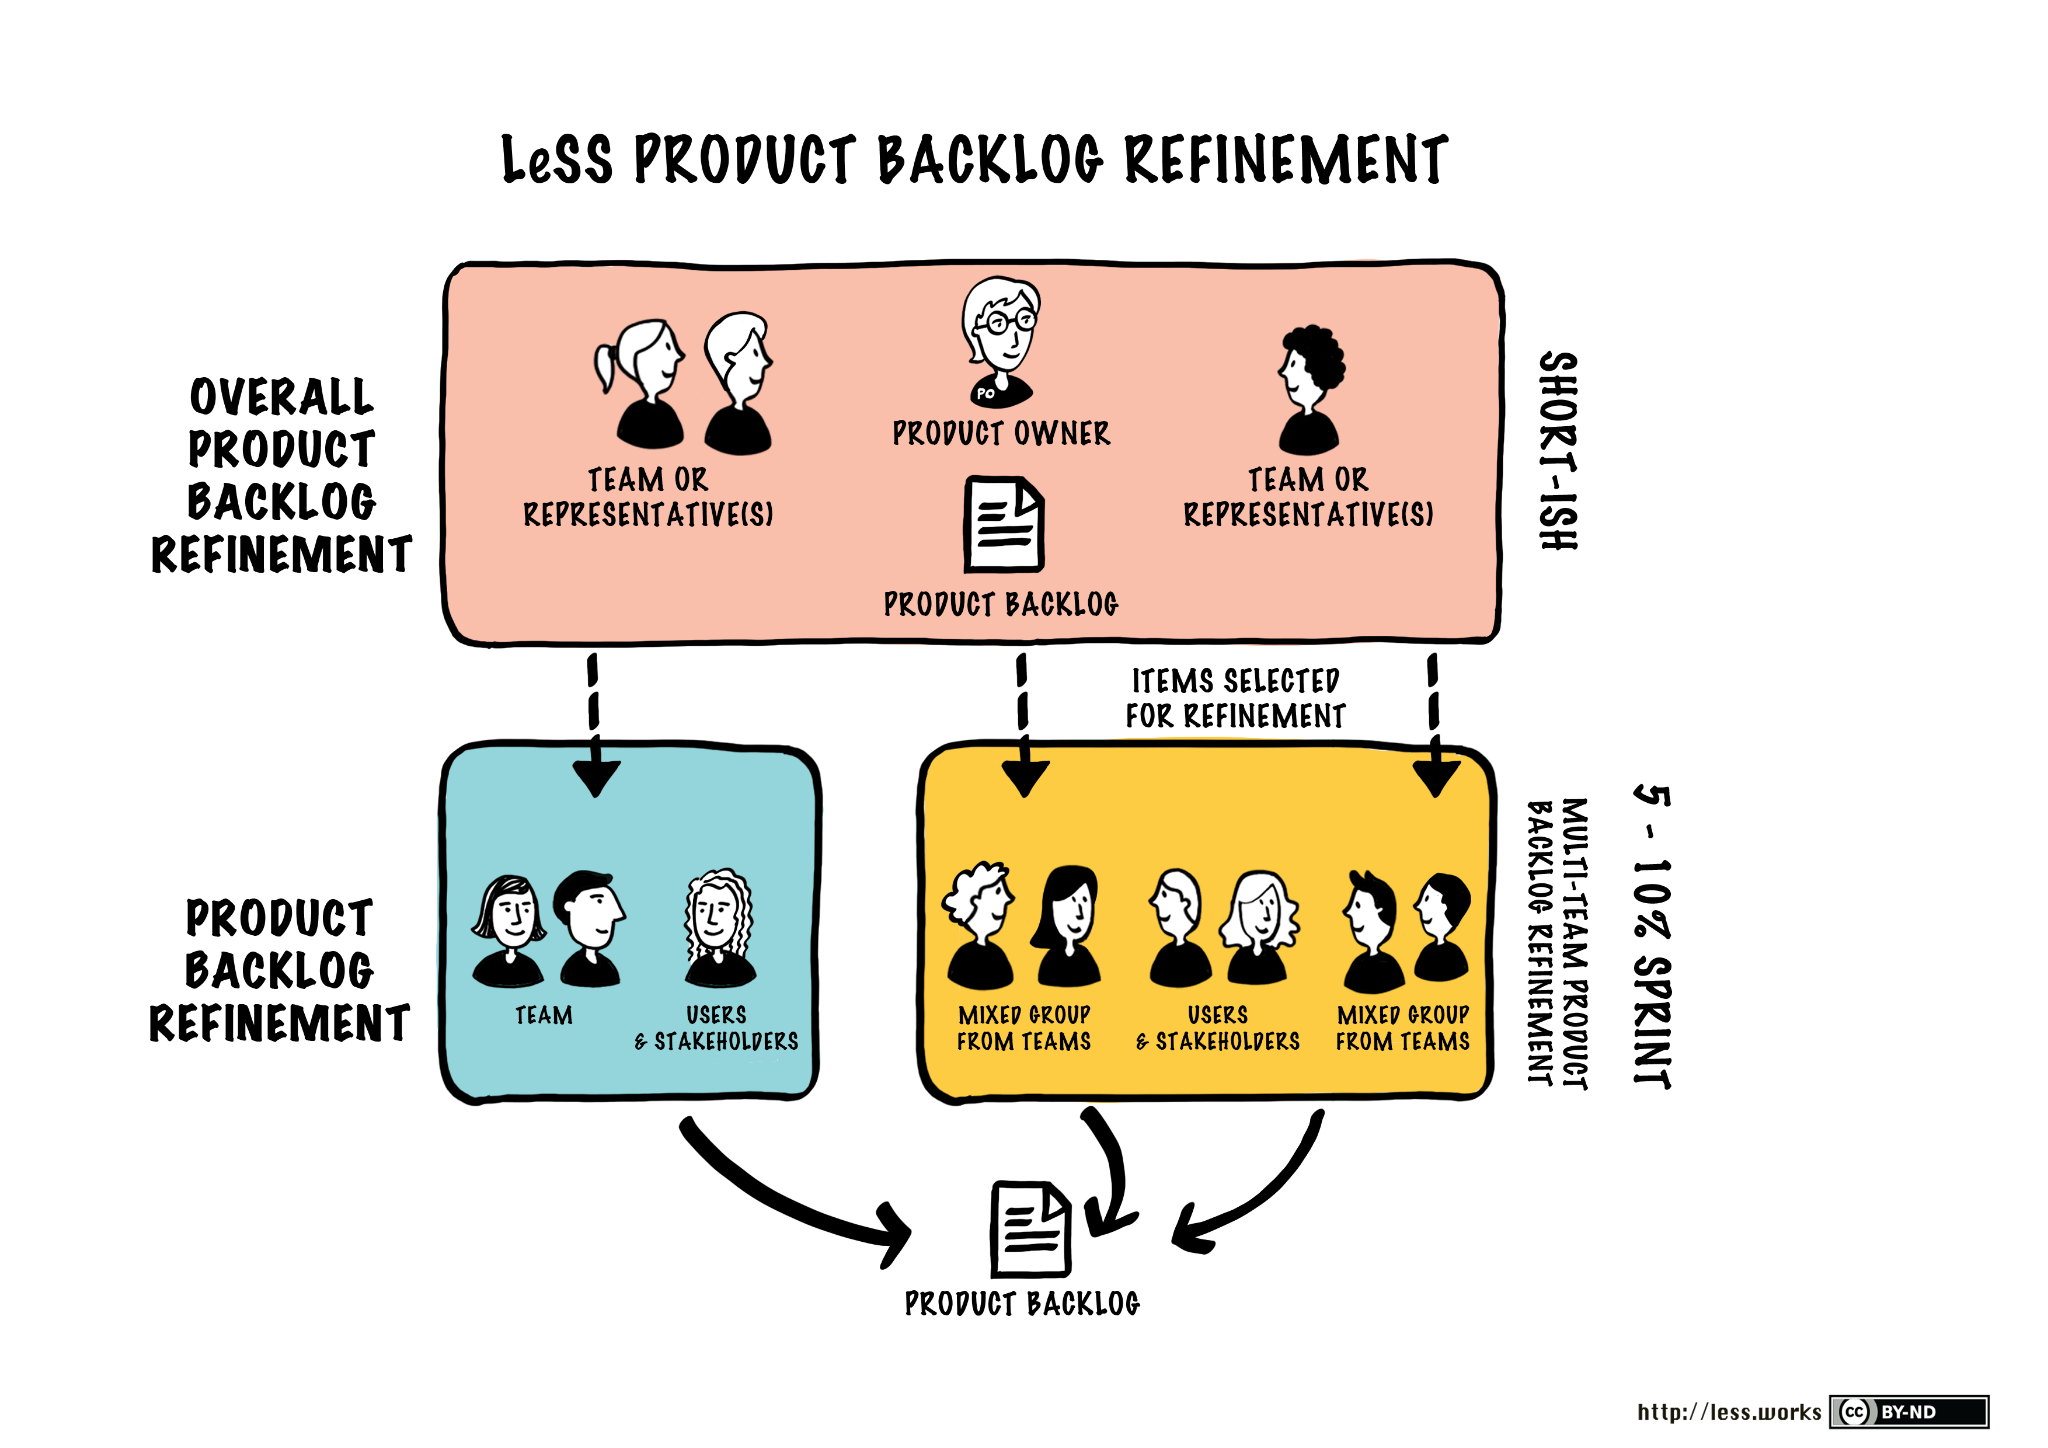 LeSS PRODUCT BACKLOG REFINEMENT
OVERALL
PRODUCT
BACKLOG
REFINEMENT
PO
PRODUCT OWNER
TEAM OR
REPRESENTATIVE(S)
TEAM OR
REPRESENTATIVE(S)
PRODUCT BACKLOG
SHORT-ISH
ITEMS SELECTED
FOR REFINEMENT
PRODUCT
BACKLOG
REFINEMENT
TEAM
USERS
& STAKEHOLDERS
MIXED GROUP
FROM TEAMS
USERS
& STAKEHOLDERS
MIXED GROUP
FROM TEAMS
MULTI-TEAM PRODUCT
BACKLOG REFINEMENT
5 - 10% SPRINT
PRODUCT BACKLOG
http://less.works
cc BY-ND